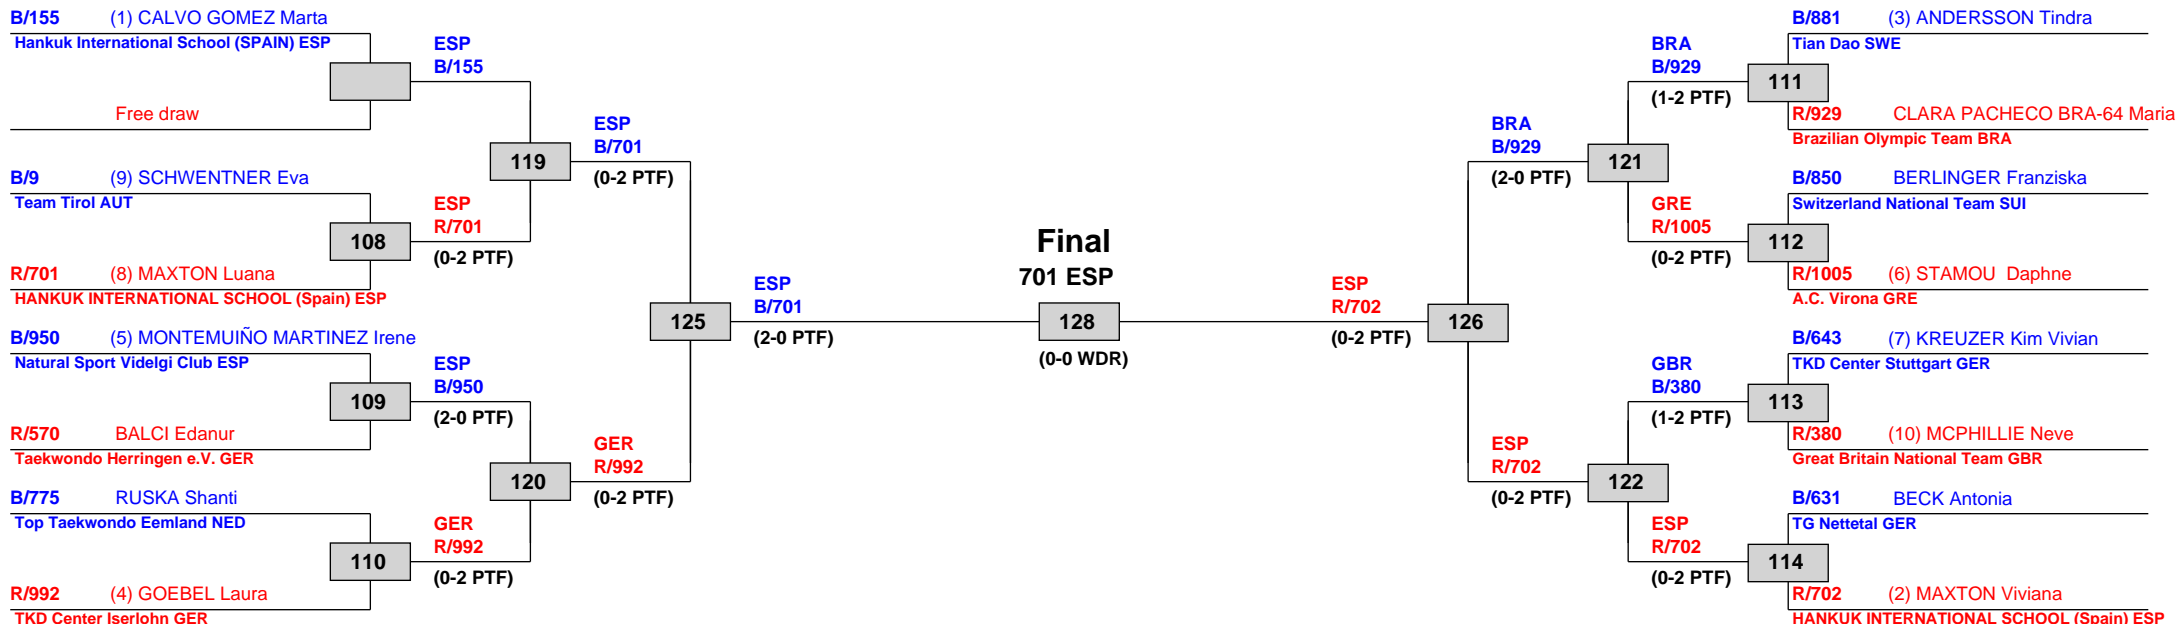 B/155 (1) CALVO GOMEZ Marta
Hankuk International School (SPAIN) ESP
Free draw
B/9 (9) SCHWENTNER Eva
Team Tirol AUT
108
R/701 (8) MAXTON Luana
HANKUK INTERNATIONAL SCHOOL (Spain) ESP
B/950 (5) MONTEMUIÑO MARTINEZ Irene
Natural Sport Videlgi Club ESP
109
R/570 BALCI Edanur
Taekwondo Herringen e.V. GER
B/775 RUSKA Shanti
Top Taekwondo Eemland NED
110
R/992 (4) GOEBEL Laura
TKD Center Iserlohn GER
ESP
B/155
119
ESP
R/701
(0-2 PTF)
ESP
B/950
(2-0 PTF)
120
GER
R/992
(0-2 PTF)
ESP
B/701
(0-2 PTF)
125
GER
R/992
(0-2 PTF)
ESP
B/701
(2-0 PTF)
Final
701 ESP
128
(0-0 WDR)
ESP
R/702
(0-2 PTF)
BRA
B/929
(2-0 PTF)
126
ESP
R/702
(0-2 PTF)
BRA
B/929
(1-2 PTF)
121
GRE
R/1005
(0-2 PTF)
GBR
B/380
(1-2 PTF)
122
ESP
R/702
(0-2 PTF)
B/881 (3) ANDERSSON Tindra
Tian Dao SWE
111
R/929 CLARA PACHECO BRA-64 Maria
Brazilian Olympic Team BRA
B/850 BERLINGER Franziska
Switzerland National Team SUI
112
R/1005 (6) STAMOU  Daphne
A.C. Virona GRE
B/643 (7) KREUZER Kim Vivian
TKD Center Stuttgart GER
113
R/380 (10) MCPHILLIE Neve
Great Britain National Team GBR
B/631 BECK Antonia
TG Nettetal GER
114
R/702 (2) MAXTON Viviana
HANKUK INTERNATIONAL SCHOOL (Spain) ESP